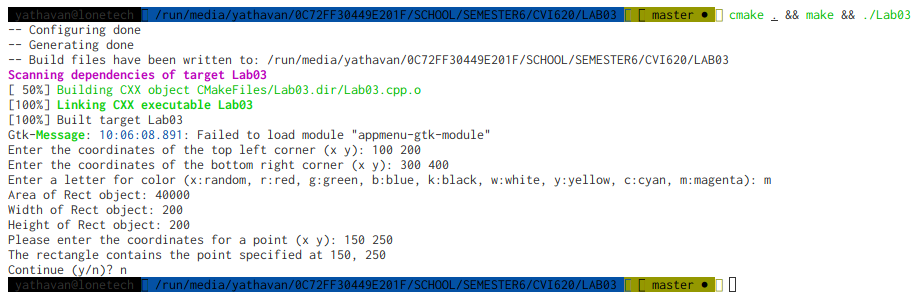 yathavan@lonetech /run/media/yathavan/0C72FF30449E201F/SCHOOL/SEMESTER6/CVI620/LAB03 [ master ● cmake . && make && ./Lab03
-- Configuring done
-- Generating done
-- Build files have been written to: /run/media/yathavan/0C72FF30449E201F/SCHOOL/SEMESTER6/CVI620/LAB03
Scanning dependencies of target Lab03
[ 50%] Building CXX object CMakeFiles/Lab03.dir/Lab03.cpp.o
[100%] Linking CXX executable Lab03
[100%] Built target Lab03
Gtk-Message: 10:06:08.891: Failed to load module "appmenu-gtk-module"
Enter the coordinates of the top left corner (x y): 100 200
Enter the coordinates of the bottom right corner (x y): 300 400
Enter a letter for color (x:random, r:red, g:green, b:blue, k:black, w:white, y:yellow, c:cyan, m:magenta): m
Area of Rect object: 40000
Width of Rect object: 200
Height of Rect object: 200
Please enter the coordinates for a point (x y): 150 250
The rectangle contains the point specified at 150, 250
Continue (y/n)? n
yathavan@lonetech /run/media/yathavan/0C72FF30449E201F/SCHOOL/SEMESTER6/CVI620/LAB03 [ master ●